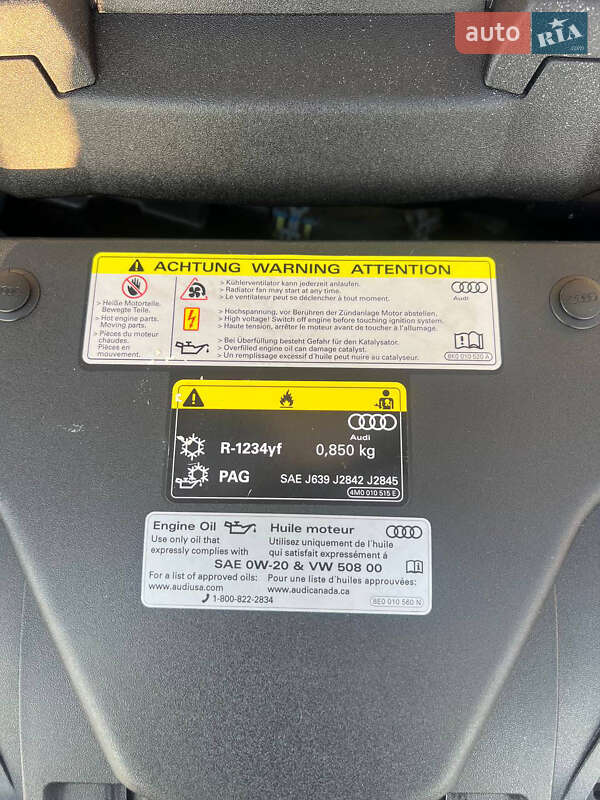 auto RIA .com
ACHTUNG WARNING ATTENTION
> Heiße Motorteile.
Bewegte Teile.
> Hot engine parts.
Moving parts.
> Pièces du moteur
chaudes.
Pièces en
mouvement.
> Kühlerventilator kann jederzeit anlaufen.
> Radiator fan may start at any time.
> Le ventilateur peut se déclencher à tout moment.
> Hochspannung, vor Berühren der Zündanlage Motor abstellen.
> High voltage! Switch off engine before touching ignition system.
> Haute tension, arrêter le moteur avant de toucher à l'allumage.
> Bei Überfüllung besteht Gefahr für den Katalysator.
> Overfilled engine oil can damage catalyst.
> Un remplissage excessif d'huile peut nuire au catalyseur.
Audi
8K0 010 520 A
Audi
R-1234yf 0,850 kg
PAG SAE J639 J2842 J2845
4M0 010 515 E
Engine Oil Huile moteur
Use only oil that
expressly complies with
Utilisez uniquement de l'huile
qui satisfait expressément à
SAE 0W-20 & VW 508 00
For a list of approved oils:
www.audiusa.com
1-800-822-2834
Pour une liste d'huiles approuvées:
www.audicanada.ca
8E0 010 560 N